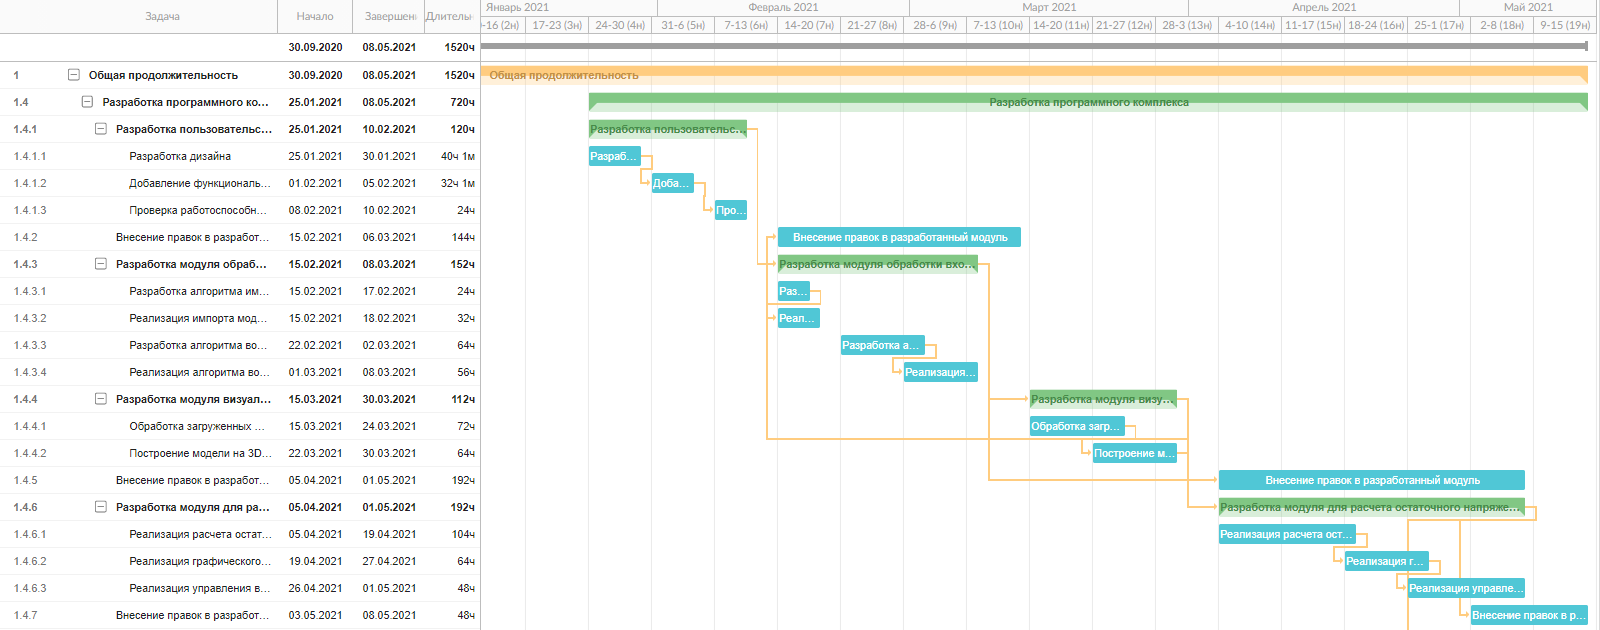 Задача Начало Завершен Длитель
Январь 2021 Февраль 2021 Март 2021 Апрель 2021 Май 2021
-16 (2н) 17-23 (3н) 24-30 (4н) 31-6 (5н) 7-13 (6н) 14-20 (7н) 21-27 (8н) 28-6 (9н) 7-13 (10н) 14-20 (11н) 21-27 (12н) 28-3 (13н) 4-10 (14н) 11-17 (15н) 18-24 (16н) 25-1 (17н) 2-8 (18н) 9-15 (19н)
30.09.2020 08.05.2021 1520ч
1 Общая продолжительность 30.09.2020 08.05.2021 1520ч Общая продолжительность
1.4 Разработка программного ко... 25.01.2021 08.05.2021 720ч Разработка программного комплекса
1.4.1 Разработка пользовательс... 25.01.2021 10.02.2021 120ч Разработка пользовательс...
1.4.1.1 Разработка дизайна 25.01.2021 30.01.2021 40ч 1м Разраб...
1.4.1.2 Добавление функциональ... 01.02.2021 05.02.2021 32ч 1м Доба...
1.4.1.3 Проверка работоспособн... 08.02.2021 10.02.2021 24ч Про...
1.4.2 Внесение правок в разработ... 15.02.2021 06.03.2021 144ч Внесение правок в разработанный модуль
1.4.3 Разработка модуля обраб... 15.02.2021 08.03.2021 152ч Разработка модуля обработки вхо...
1.4.3.1 Разработка алгоритма им... 15.02.2021 17.02.2021 24ч Раз...
1.4.3.2 Реализация импорта мод... 15.02.2021 18.02.2021 32ч Реал...
1.4.3.3 Разработка алгоритма во... 22.02.2021 02.03.2021 64ч Разработка а...
1.4.3.4 Реализация алгоритма во... 01.03.2021 08.03.2021 56ч Реализация...
1.4.4 Разработка модуля визуал... 15.03.2021 30.03.2021 112ч Разработка модуля визу...
1.4.4.1 Обработка загруженных ... 15.03.2021 24.03.2021 72ч Обработка загр...
1.4.4.2 Построение модели на 3D... 22.03.2021 30.03.2021 64ч Построение м...
1.4.5 Внесение правок в разработ... 05.04.2021 01.05.2021 192ч Внесение правок в разработанный модуль
1.4.6 Разработка модуля для ра... 05.04.2021 01.05.2021 192ч Разработка модуля для расчета остаточного напряже...
1.4.6.1 Реализация расчета остат... 05.04.2021 19.04.2021 104ч Реализация расчета ост...
1.4.6.2 Реализация графического... 19.04.2021 27.04.2021 64ч Реализация г...
1.4.6.3 Реализация управления в... 26.04.2021 01.05.2021 48ч Реализация управле...
1.4.7 Внесение правок в разработ... 03.05.2021 08.05.2021 48ч Внесение правок в р...